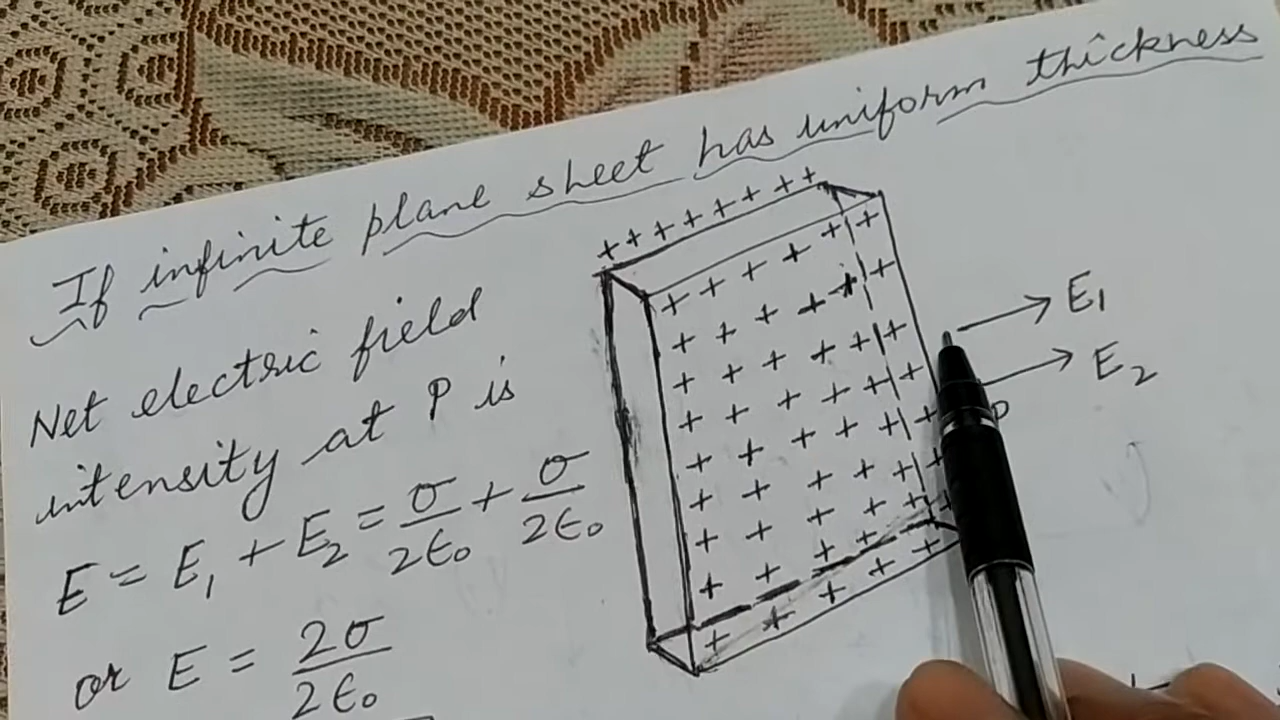 If infinite plane sheet has uniform thickness
Net electric field
intensity at P is
E = E₁ + E₂ = σ/2ϵ₀ + σ/2ϵ₀
or E = 2σ/2ϵ₀
E₁
E₂
P